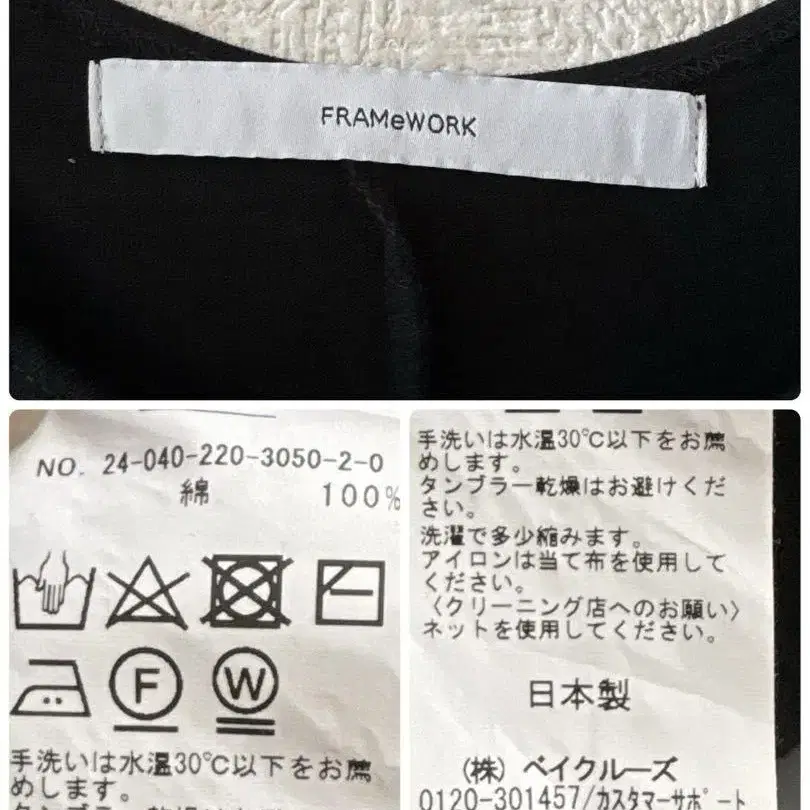 FRAMeWORK
NO. 24-040-220-3050-2-0
綿 100%
F
W
手洗いは水温30℃以下をお薦
めします。
手洗いは水温30℃以下をお薦
めします。
タンブラー乾燥はお避けくだ
さい。
洗濯で多少縮みます。
アイロンは当て布を使用して
ください。
〈クリーニング店へのお願い〉
ネットを使用してください。
日本製
(株) ベイクルーズ
0120-301457/カスタマーサポート